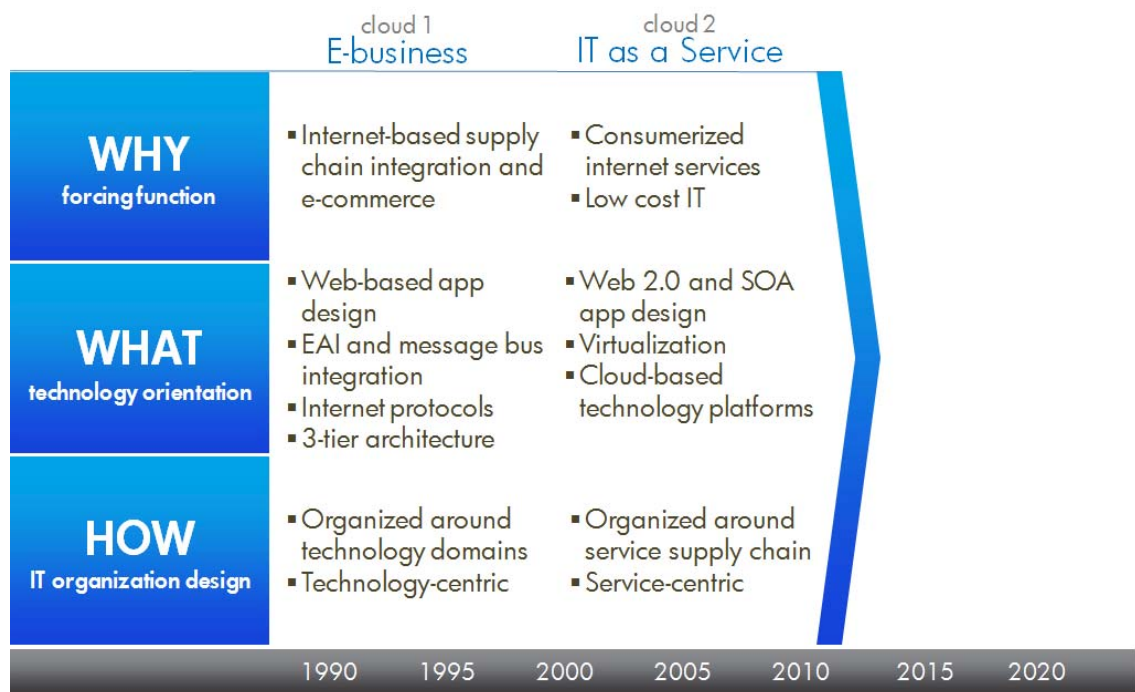 cloud 1
E-business
cloud 2
IT as a Service
WHY
forcing function
▪ Internet-based supply
chain integration and
e-commerce
▪ Consumerized
internet services
▪ Low cost IT
WHAT
technology orientation
▪ Web-based app
design
▪ EAI and message bus
integration
▪ Internet protocols
▪ 3-tier architecture
▪ Web 2.0 and SOA
app design
▪ Virtualization
▪ Cloud-based
technology platforms
HOW
IT organization design
▪ Organized around
technology domains
▪ Technology-centric
▪ Organized around
service supply chain
▪ Service-centric
1990 1995 2000 2005 2010 2015 2020